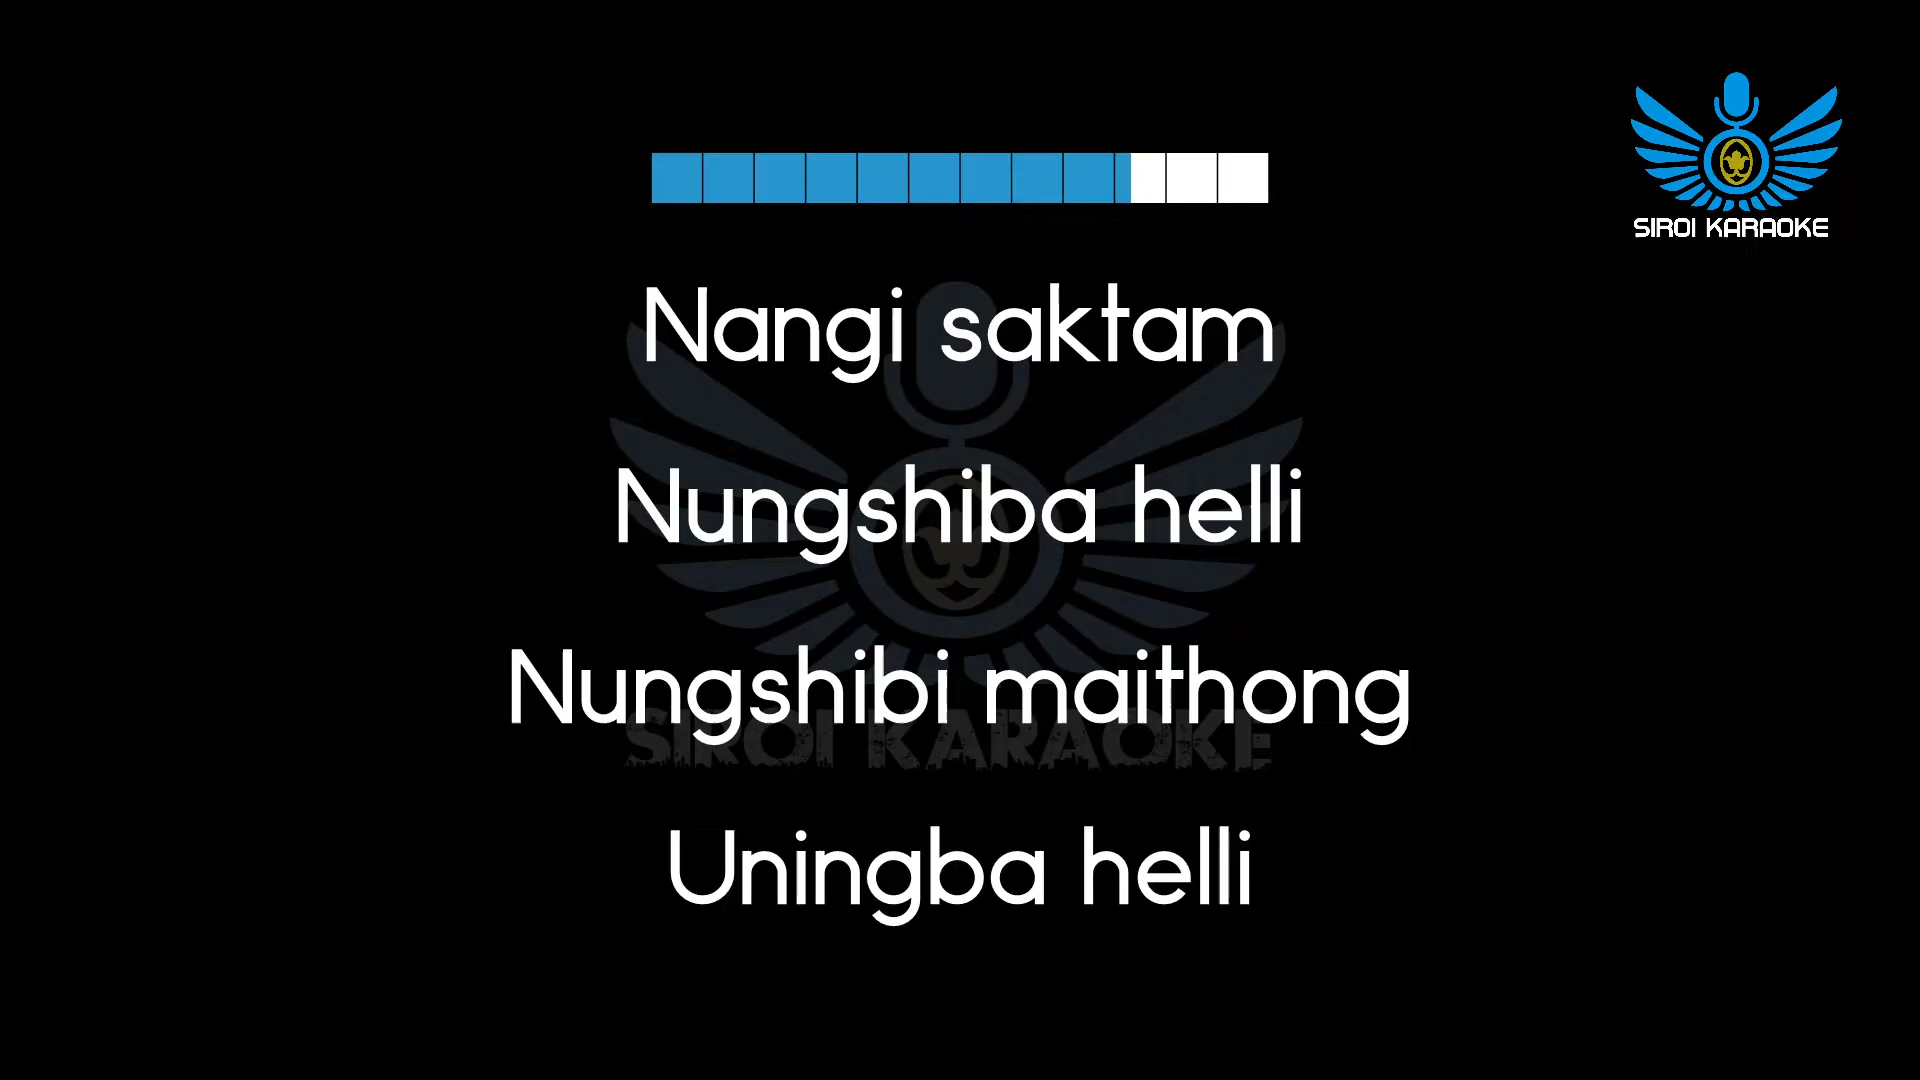 SIROI KARAOKE
Nangi saktam
Nungshiba helli
Nungshibi maithong
SIROI KARAOKE
Uningba helli